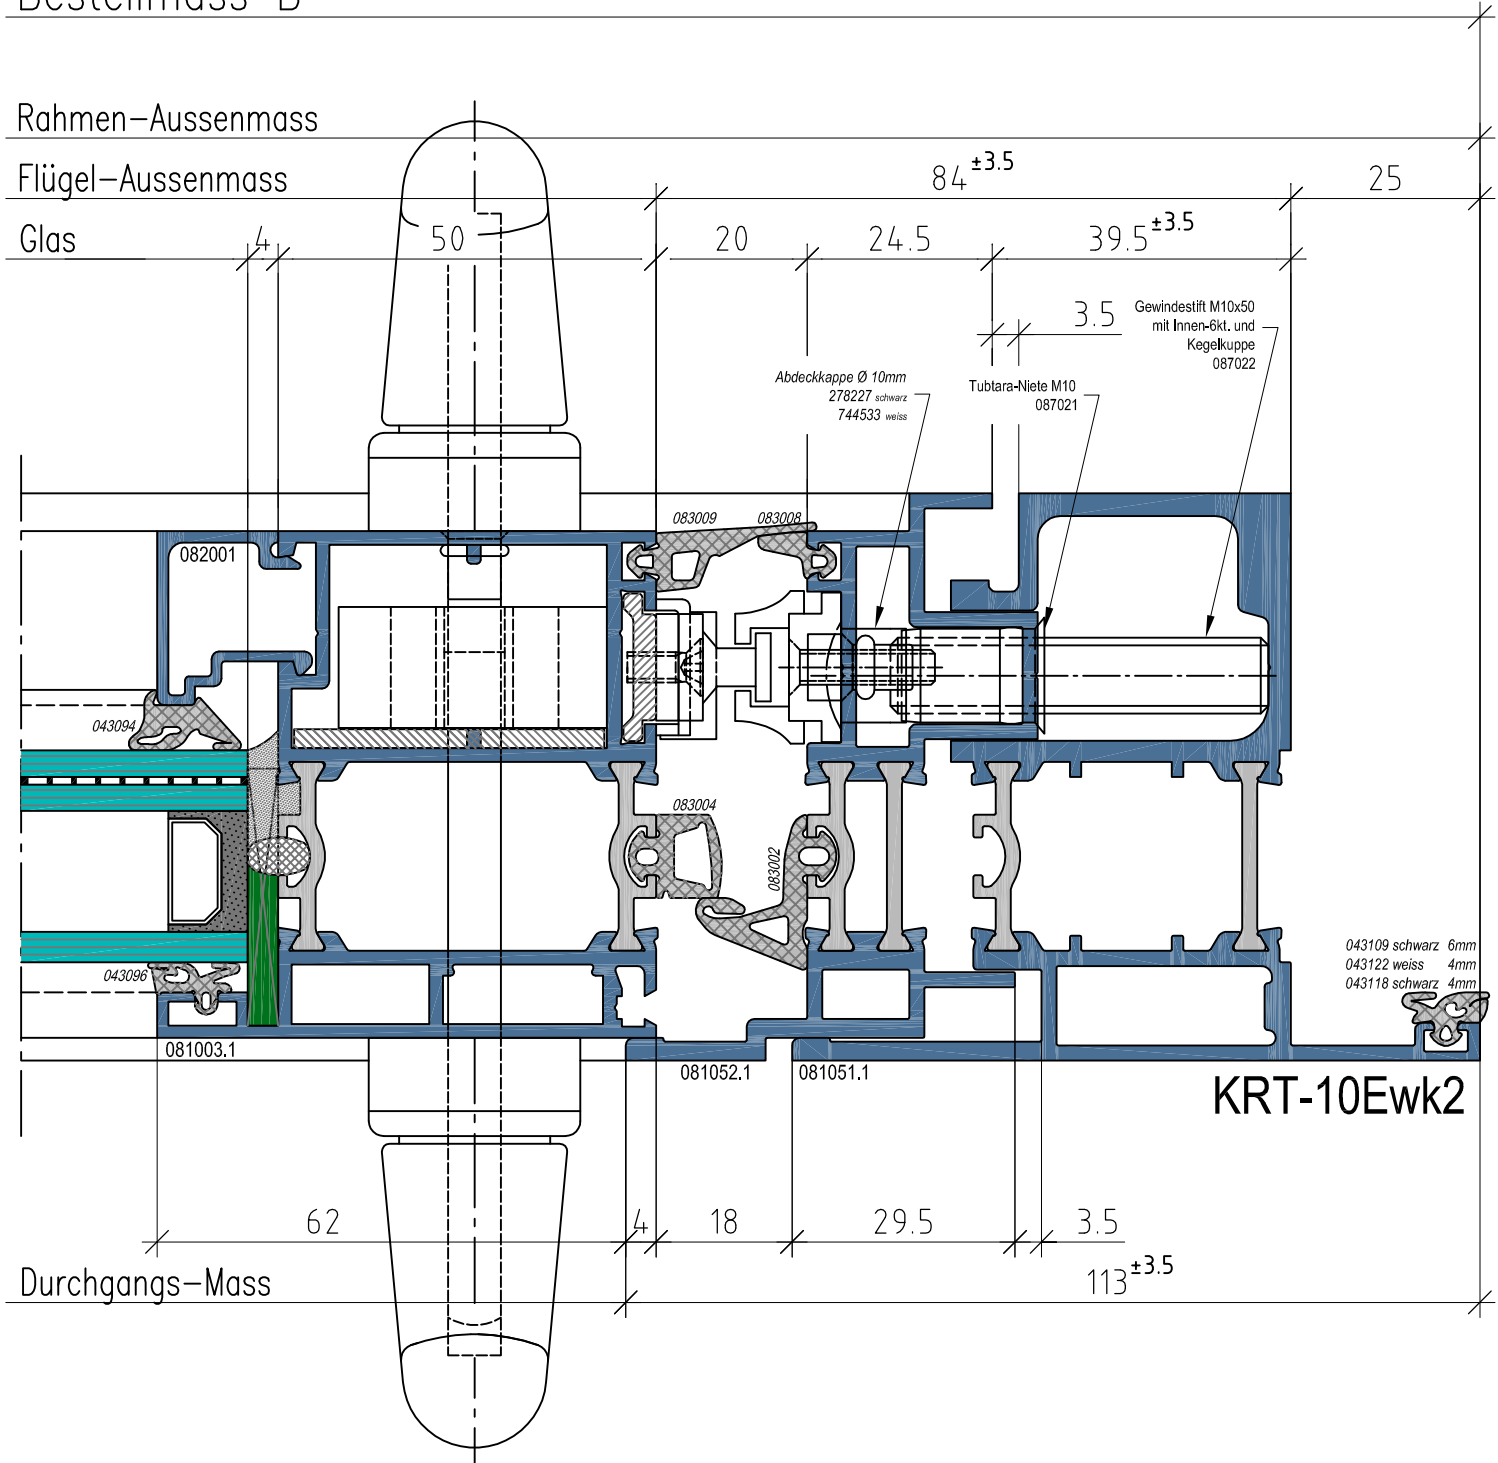 Bestellmass B
Rahmen-Aussenmass
Flügel-Aussenmass
84±3.5
25
Glas
4
50
20
24.5
39.5±3.5
3.5
Gewindestift M10x50
mit Innen-6kt. und
Kegelkuppe
087022
Abdeckkappe Ø 10mm
278227 schwarz
744533 weiss
Tubtara-Niete M10
087021
083009
083008
082001
043094
083004
083002
043096
043109 schwarz 6mm
043122 weiss 4mm
043118 schwarz 4mm
081003.1
081052.1
081051.1
KRT-10Ewk2
62
4
18
29.5
3.5
Durchgangs-Mass
113±3.5